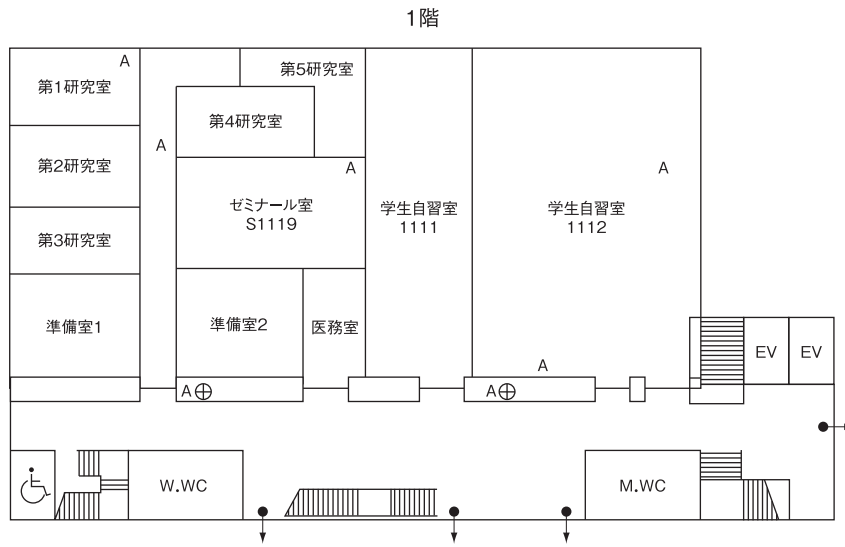 1階
第1研究室
A
第5研究室
第4研究室
A
第2研究室
A
A
ゼミナール室
S1119
学生自習室
1111
学生自習室
1112
第3研究室
準備室1
準備室2
医務室
EV
EV
A
A
A
W.WC
M.WC